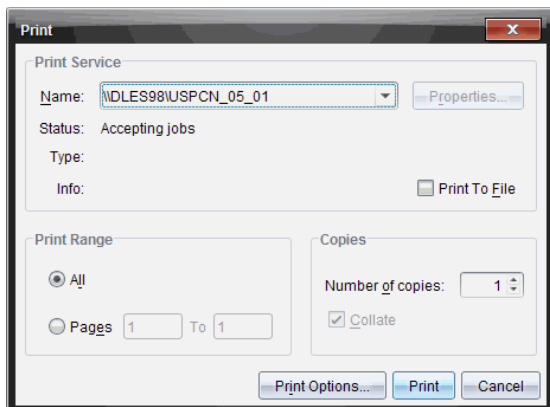 Print
Print Service
Name: \\DLES98\USPCN_05_01 Properties...
Status: Accepting jobs
Type:
Info:
Print To File
Print Range
All
Pages 1 To 1
Copies
Number of copies: 1
Collate
Print Options... Print Cancel